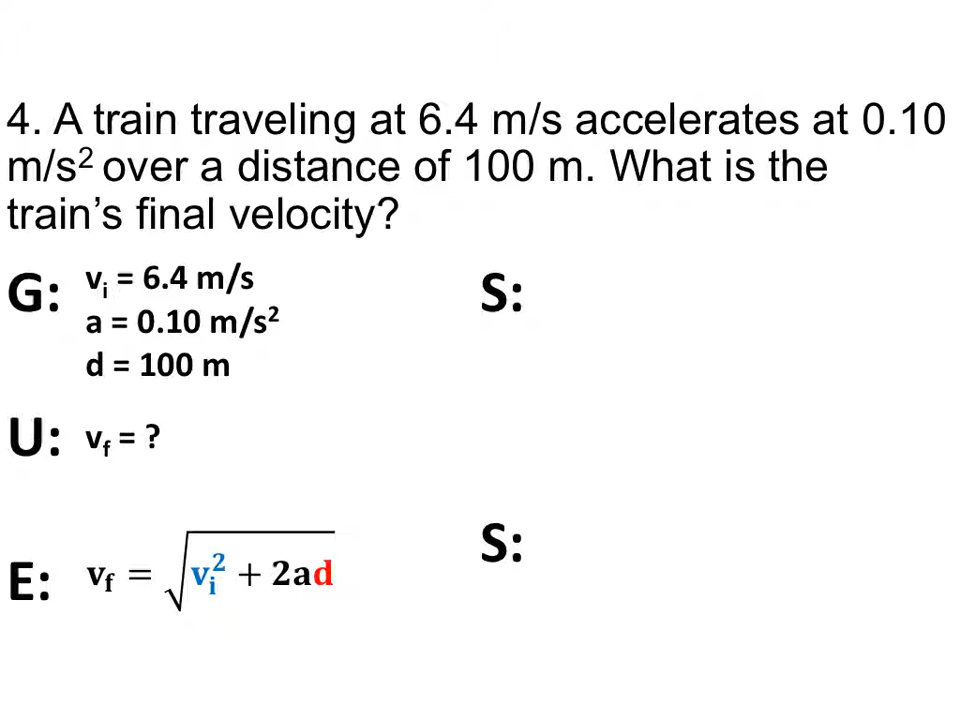 4. A train traveling at 6.4 m/s accelerates at 0.10
m/s² over a distance of 100 m. What is the
train’s final velocity?
G: vᵢ = 6.4 m/s
a = 0.10 m/s²
d = 100 m
S:
U: v_f = ?
E: v_f = √(vᵢ² + 2ad)
S: